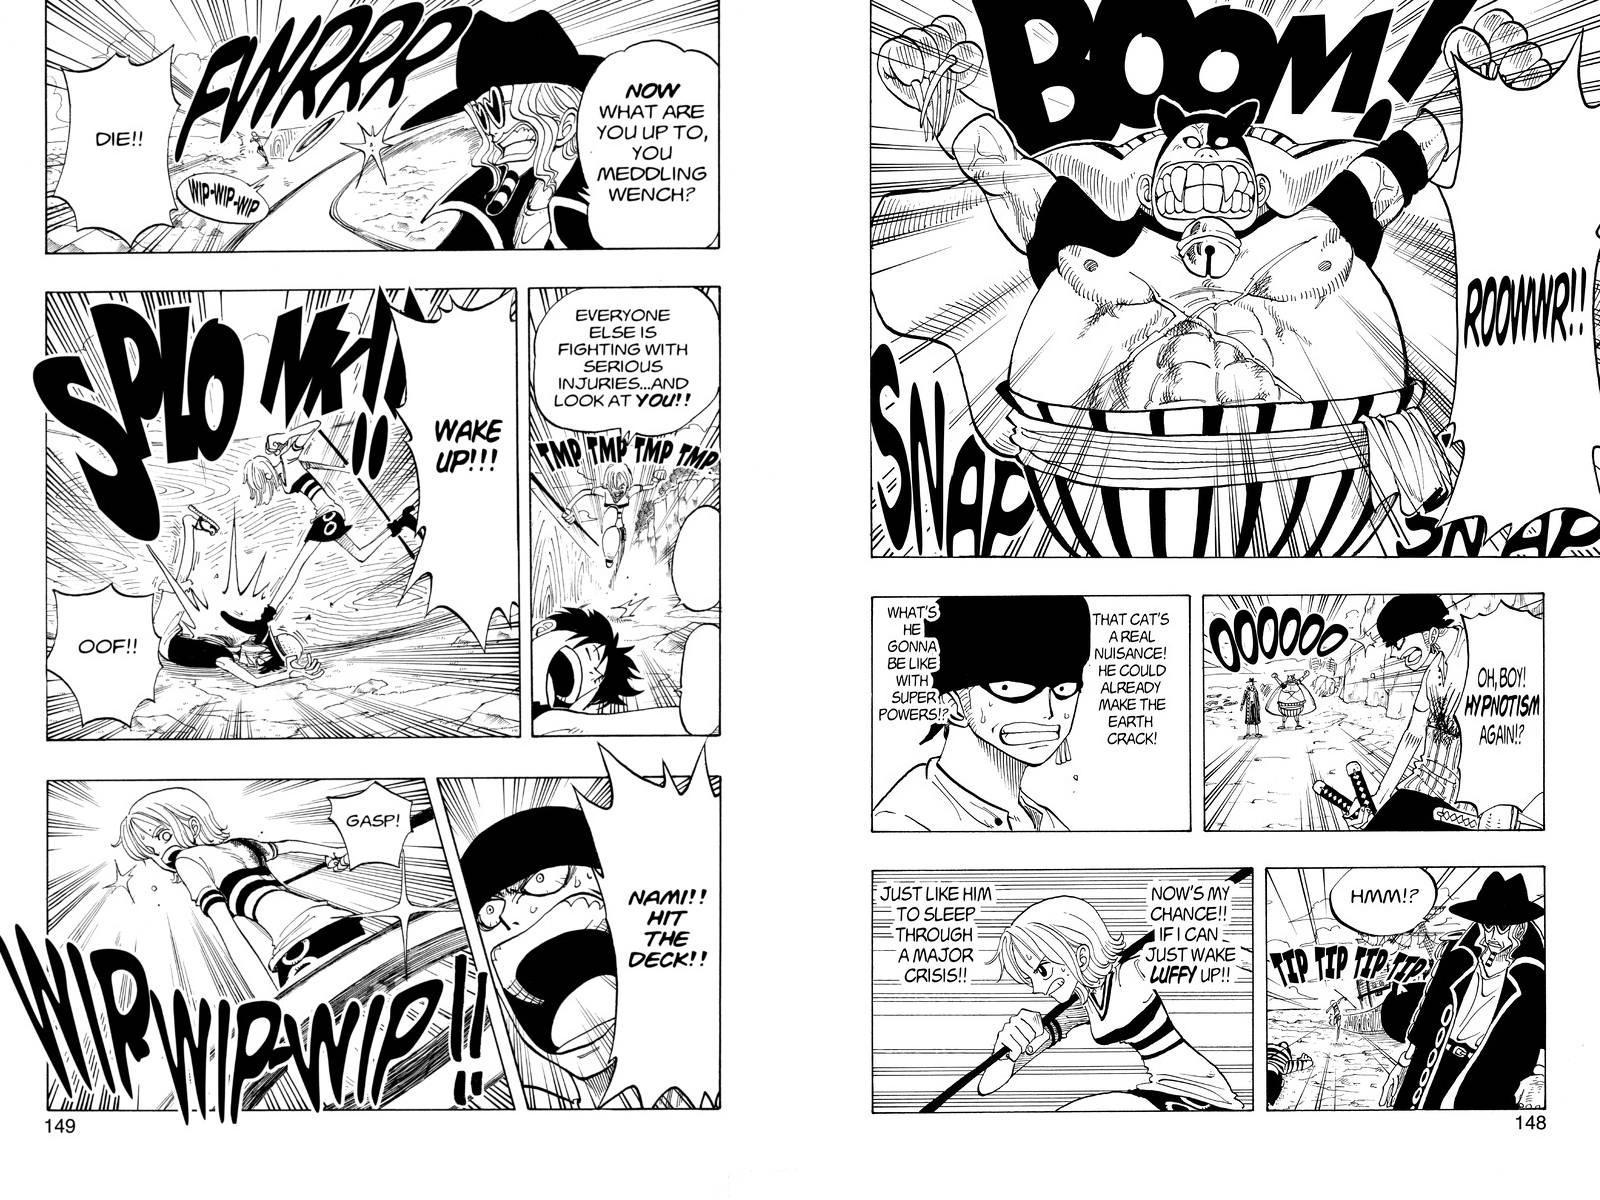 BOOM!
ROOWWR!!
SNAP
SNAP
OOOOOO
OH, BOY!
HYPNOTISM
AGAIN!?
THAT CAT'S
A REAL
NUISANCE!
HE COULD
ALREADY
MAKE THE
EARTH
CRACK!
WHAT'S
HE
GONNA
BE LIKE
WITH
SUPER
POWERS!?
HMM!?
TIP TIP TIP TIP
NOW'S MY
CHANCE!!
IF I CAN
JUST WAKE
LUFFY UP!!
JUST LIKE HIM
TO SLEEP
THROUGH
A MAJOR
CRISIS!!
148
NOW
WHAT ARE
YOU UP TO,
YOU
MEDDLING
WENCH?
FWRRRR
WIP-WIP-WIP
DIE!!
EVERYONE
ELSE IS
FIGHTING WITH
SERIOUS
INJURIES...AND
LOOK AT YOU!!
TMP TMP TMP TMP
WAKE
UP!!!
SPLONK!!!
OOF!!
NAMI!!
HIT
THE
DECK!!
GASP!
WIP-WIP-WIP!!
149